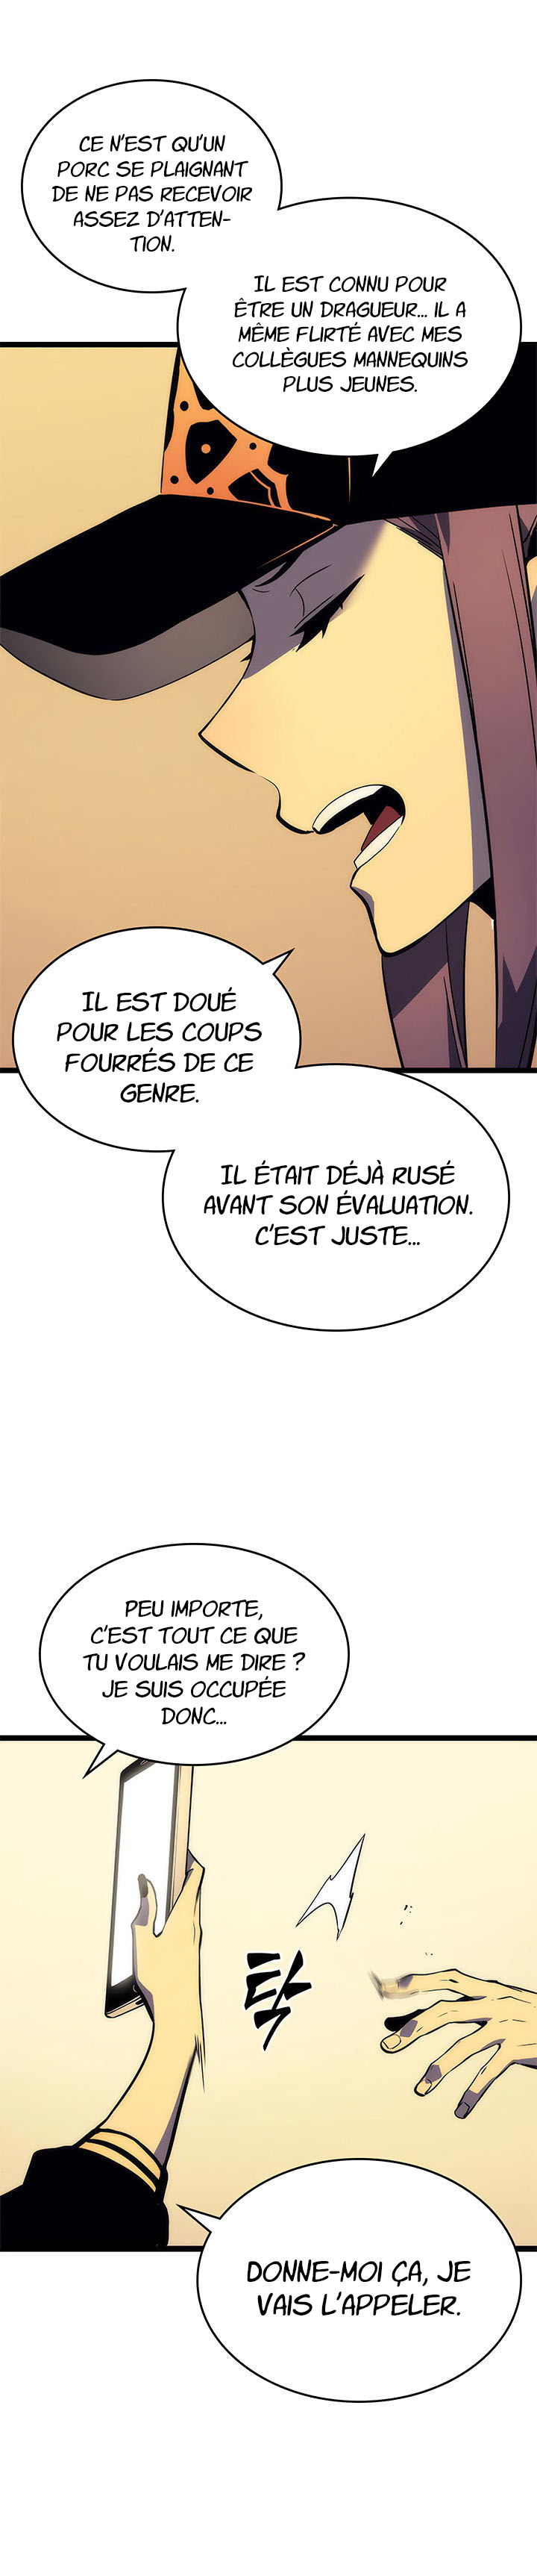 CE N'EST QU'UN
PORC SE PLAIGNANT
DE NE PAS RECEVOIR
ASSEZ D'ATTEN-
TION.
IL EST CONNU POUR
ÊTRE UN DRAGUEUR... IL A
MÊME FLIRTÉ AVEC MES
COLLÈGUES MANNEQUINS
PLUS JEUNES.
IL EST DOUÉ
POUR LES COUPS
FOURRÉS DE CE
GENRE.
IL ÉTAIT DÉJÀ RUSÉ
AVANT SON ÉVALUATION.
C'EST JUSTE...
PEU IMPORTE,
C'EST TOUT CE QUE
TU VOULAIS ME DIRE ?
JE SUIS OCCUPÉE
DONC...
탁
DONNE-MOI ÇA, JE
VAIS L'APPELER.